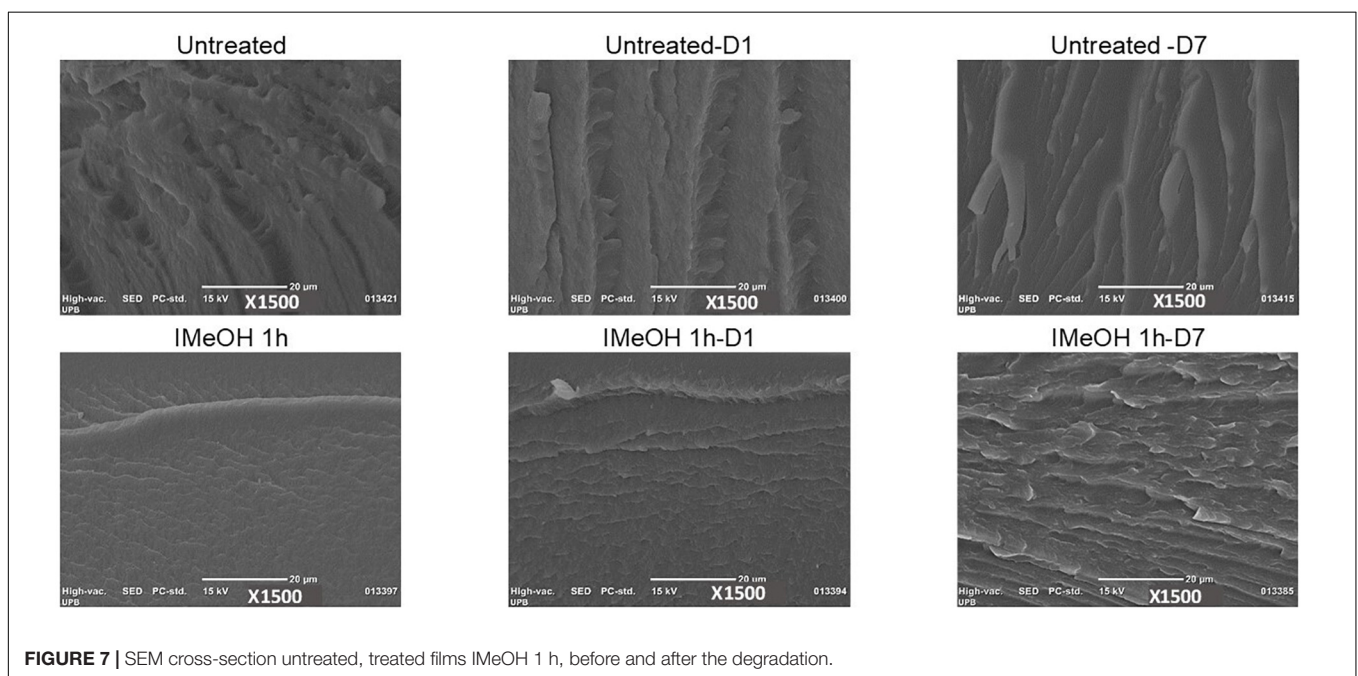 Untreated
Untreated-D1
Untreated -D7
20 µm
High-vac. SED PC-std. 15 kV X1500 013421
UPB
20 µm
High-vac. SED PC-std. 15 kV X1500 013400
UPB
20 µm
High-vac. SED PC-std. 15 kV X1500 013415
UPB
IMeOH 1h
IMeOH 1h-D1
IMeOH 1h-D7
20 µm
High-vac. SED PC-std. 15 kV X1500 013397
UPB
20 µm
High-vac. SED PC-std. 15 kV X1500 013394
UPB
20 µm
High-vac. SED PC-std. 15 kV X1500 013385
UPB
FIGURE 7 | SEM cross-section untreated, treated films IMeOH 1 h, before and after the degradation.